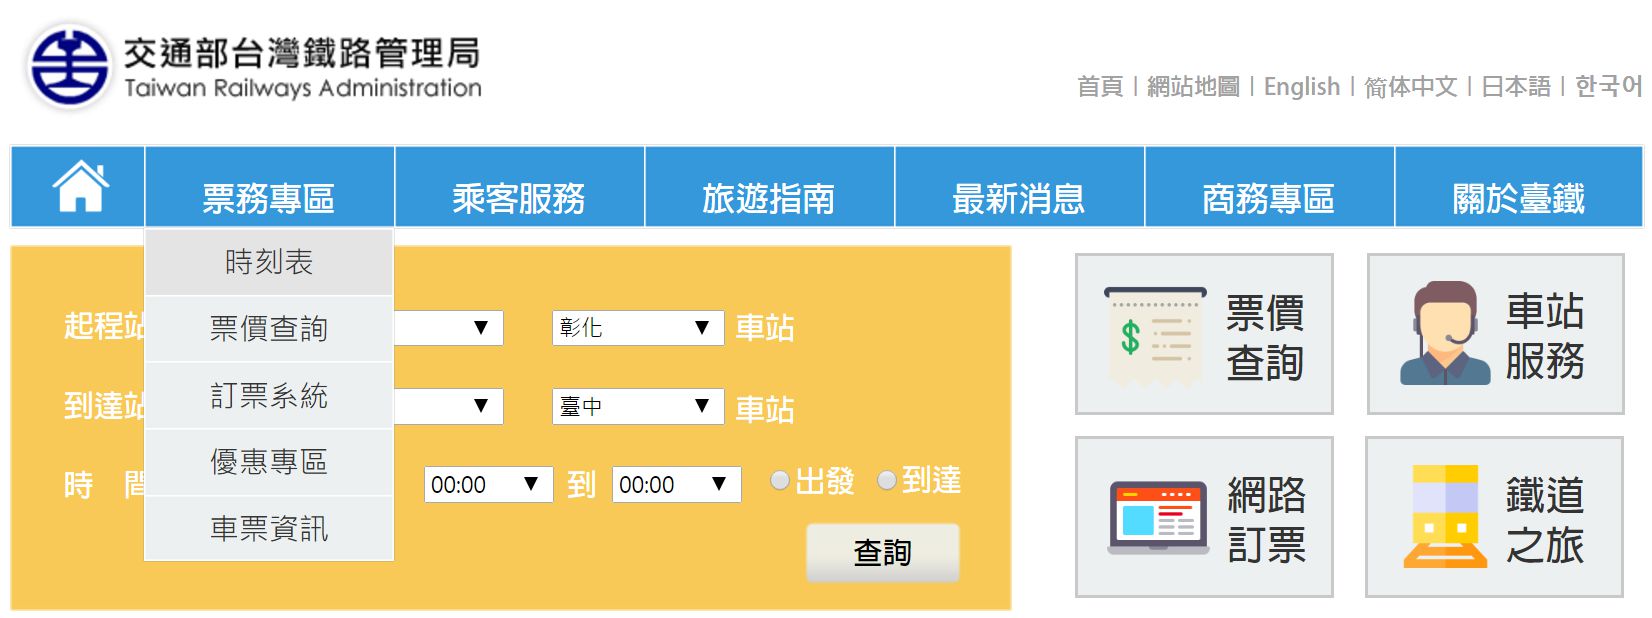 交通部台灣鐵路管理局
Taiwan Railways Administration
首頁 | 網站地圖 | English | 简体中文 | 日本語 | 한국어
票務專區 乘客服務 旅遊指南 最新消息 商務專區 關於臺鐵
時刻表
票價查詢
訂票系統
優惠專區
車票資訊
起程站 彰化 車站
到達站 臺中 車站
時 間 00:00 到 00:00 出發 到達
查詢
票價
查詢
車站
服務
網路
訂票
鐵道
之旅